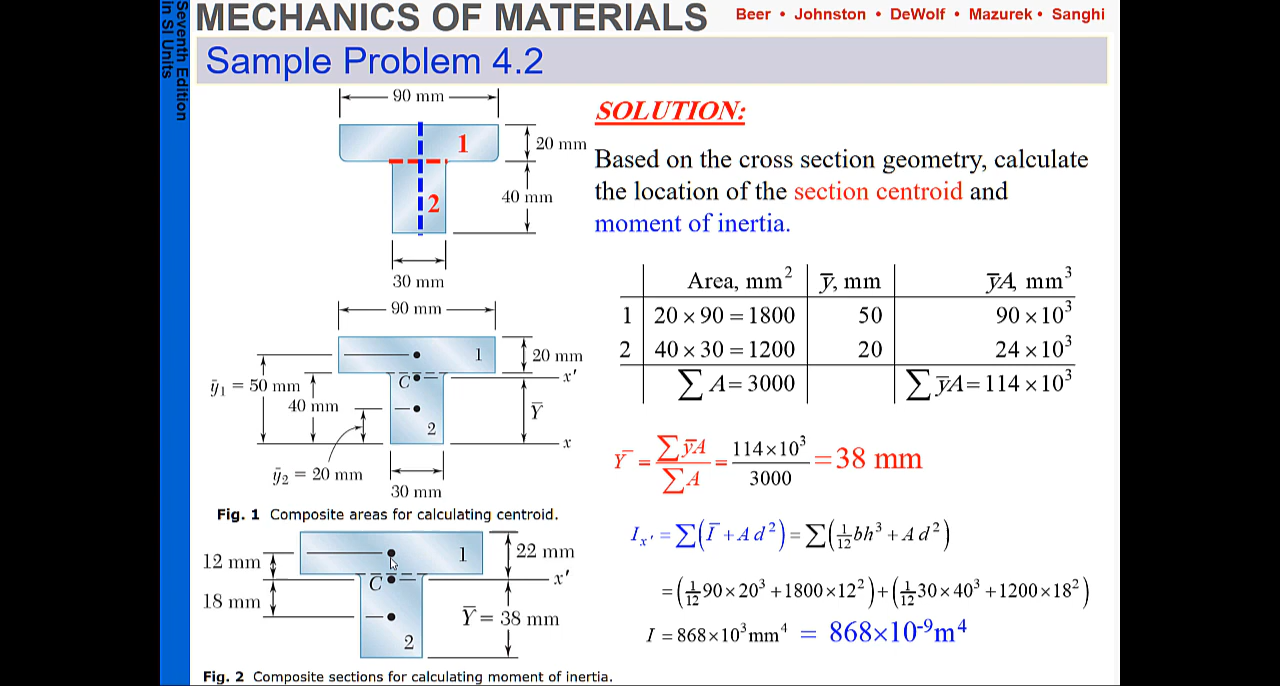 Seventh Edition
in SI Units
MECHANICS OF MATERIALS
Beer • Johnston • DeWolf • Mazurek • Sanghi
Sample Problem 4.2
90 mm
1
20 mm
40 mm
2
30 mm
SOLUTION:
Based on the cross section geometry, calculate
the location of the section centroid and
moment of inertia.
Area, mm² | ȳ, mm | ȳA, mm³
1 | 20 × 90 = 1800 | 50 | 90 × 10³
2 | 40 × 30 = 1200 | 20 | 24 × 10³
∑ A = 3000 | ∑ ȳA = 114 × 10³
90 mm
1
20 mm
x'
C
ȳ₁ = 50 mm
40 mm
Ȳ
2
x
ȳ₂ = 20 mm
30 mm
Fig. 1 Composite areas for calculating centroid.
Ȳ = ∑ȳA / ∑A = 114×10³ / 3000 = 38 mm
12 mm
1
22 mm
C
x'
18 mm
Ȳ = 38 mm
2
Fig. 2 Composite sections for calculating moment of inertia.
Iₓ' = ∑(Ī + A d²) = ∑(1/12 bh³ + A d²)
= (1/12 90 × 20³ + 1800 × 12²) + (1/12 30 × 40³ + 1200 × 18²)
I = 868 × 10³ mm⁴ = 868×10⁻⁹ m⁴